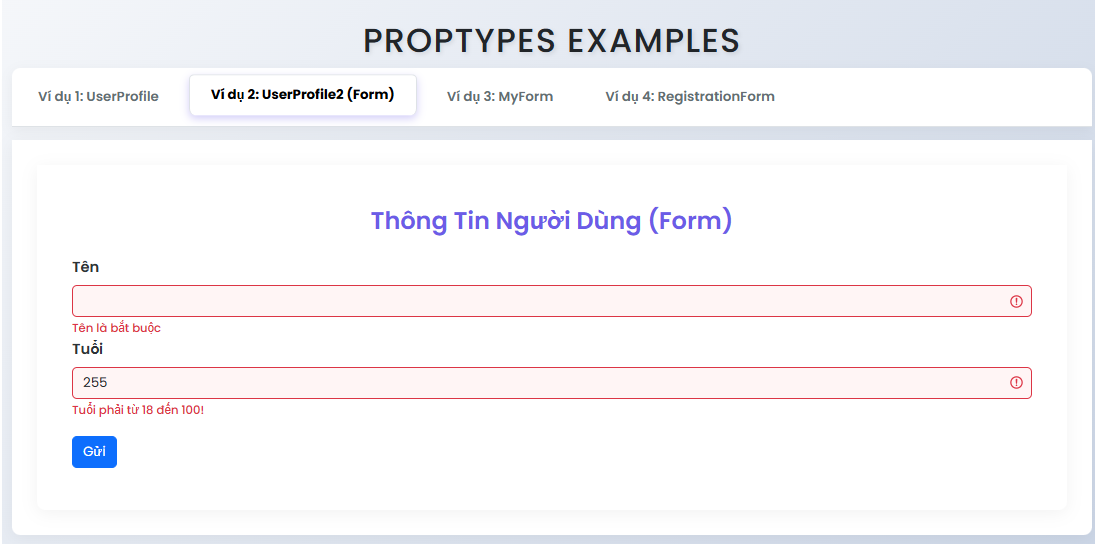 PROPTYPES EXAMPLES
Ví dụ 1: UserProfile Ví dụ 2: UserProfile2 (Form) Ví dụ 3: MyForm Ví dụ 4: RegistrationForm
Thông Tin Người Dùng (Form)
Tên
Tên là bắt buộc
Tuổi
255
Tuổi phải từ 18 đến 100!
Gửi